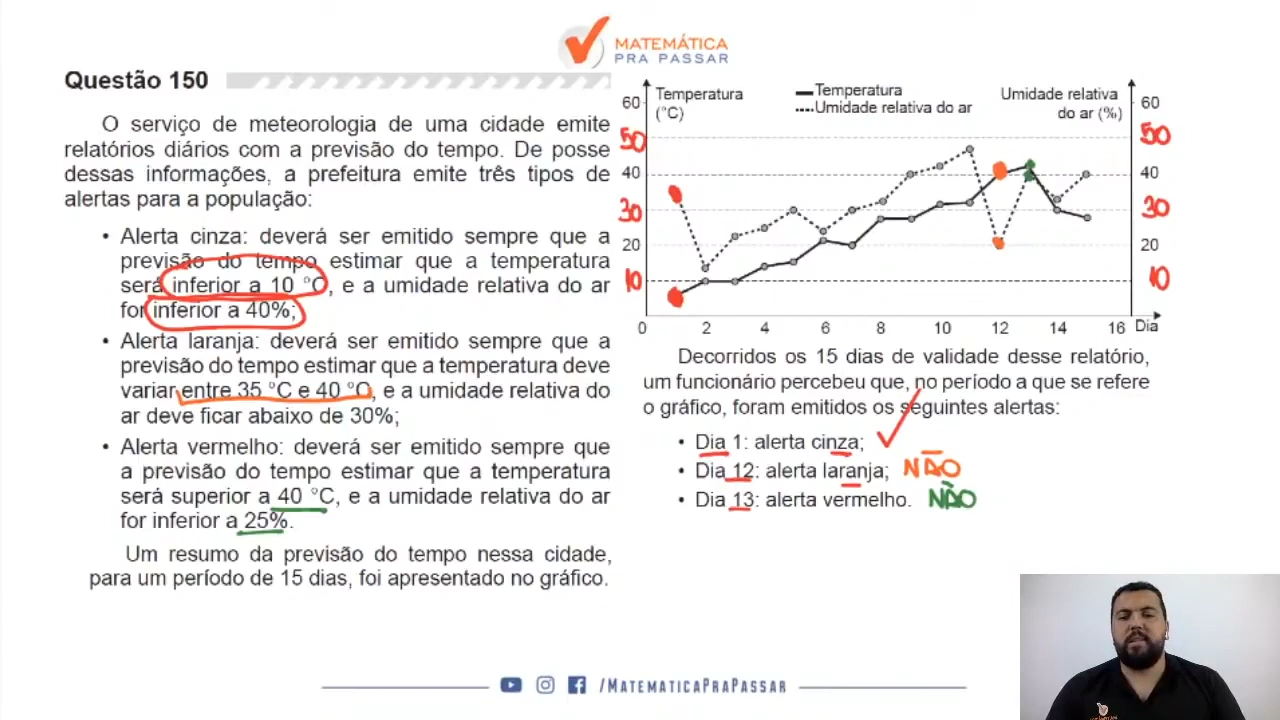 MATEMÁTICA
PRA PASSAR
Questão 150
O serviço de meteorologia de uma cidade emite
relatórios diários com a previsão do tempo. De posse
dessas informações, a prefeitura emite três tipos de
alertas para a população:
• Alerta cinza: deverá ser emitido sempre que a
previsão do tempo estimar que a temperatura
será inferior a 10 °C, e a umidade relativa do ar
for inferior a 40%;
• Alerta laranja: deverá ser emitido sempre que a
previsão do tempo estimar que a temperatura deve
variar entre 35 °C e 40 °C, e a umidade relativa do
ar deve ficar abaixo de 30%;
• Alerta vermelho: deverá ser emitido sempre que
a previsão do tempo estimar que a temperatura
será superior a 40 °C, e a umidade relativa do ar
for inferior a 25%.
Um resumo da previsão do tempo nessa cidade,
para um período de 15 dias, foi apresentado no gráfico.
Temperatura
(°C)
Temperatura
Umidade relativa do ar
Umidade relativa
do ar (%)
60
50
40
30
20
10
60
50
40
30
20
10
0 2 4 6 8 10 12 14 16 Dia
Decorridos os 15 dias de validade desse relatório,
um funcionário percebeu que, no período a que se refere
o gráfico, foram emitidos os seguintes alertas:
• Dia 1: alerta cinza;
• Dia 12: alerta laranja; NÃO
• Dia 13: alerta vermelho. NÃO
/MATEMATICAPRAPASSAR